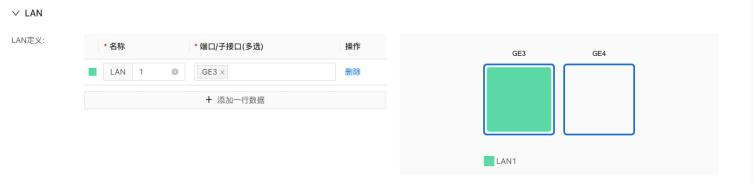 LAN
LAN定义:
* 名称 * 端口/子接口(多选) 操作
LAN 1 GE3 × 删除
+ 添加一行数据
GE3 GE4
LAN1